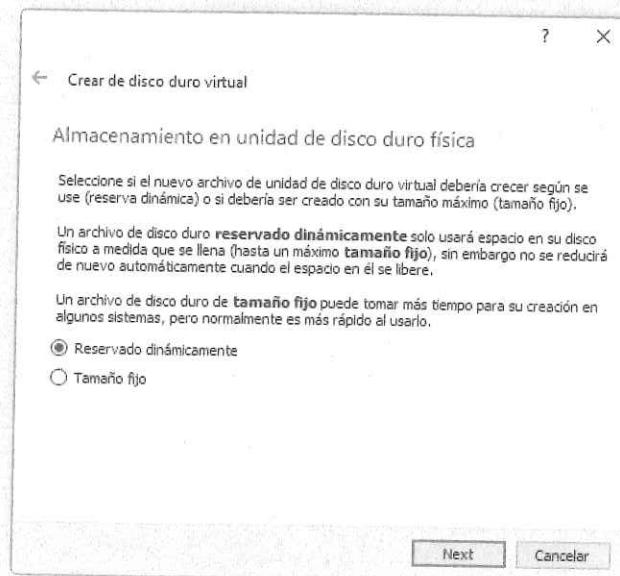 ?
Crear de disco duro virtual
Almacenamiento en unidad de disco duro física
Seleccione si el nuevo archivo de unidad de disco duro virtual debería crecer según se
use (reserva dinámica) o si debería ser creado con su tamaño máximo (tamaño fijo).
Un archivo de disco duro reservado dinámicamente solo usará espacio en su disco
físico a medida que se llena (hasta un máximo tamaño fijo), sin embargo no se reducirá
de nuevo automáticamente cuando el espacio en él se libere.
Un archivo de disco duro de tamaño fijo puede tomar más tiempo para su creación en
algunos sistemas, pero normalmente es más rápido al usarlo.
Reservado dinámicamente
Tamaño fijo
Next Cancelar